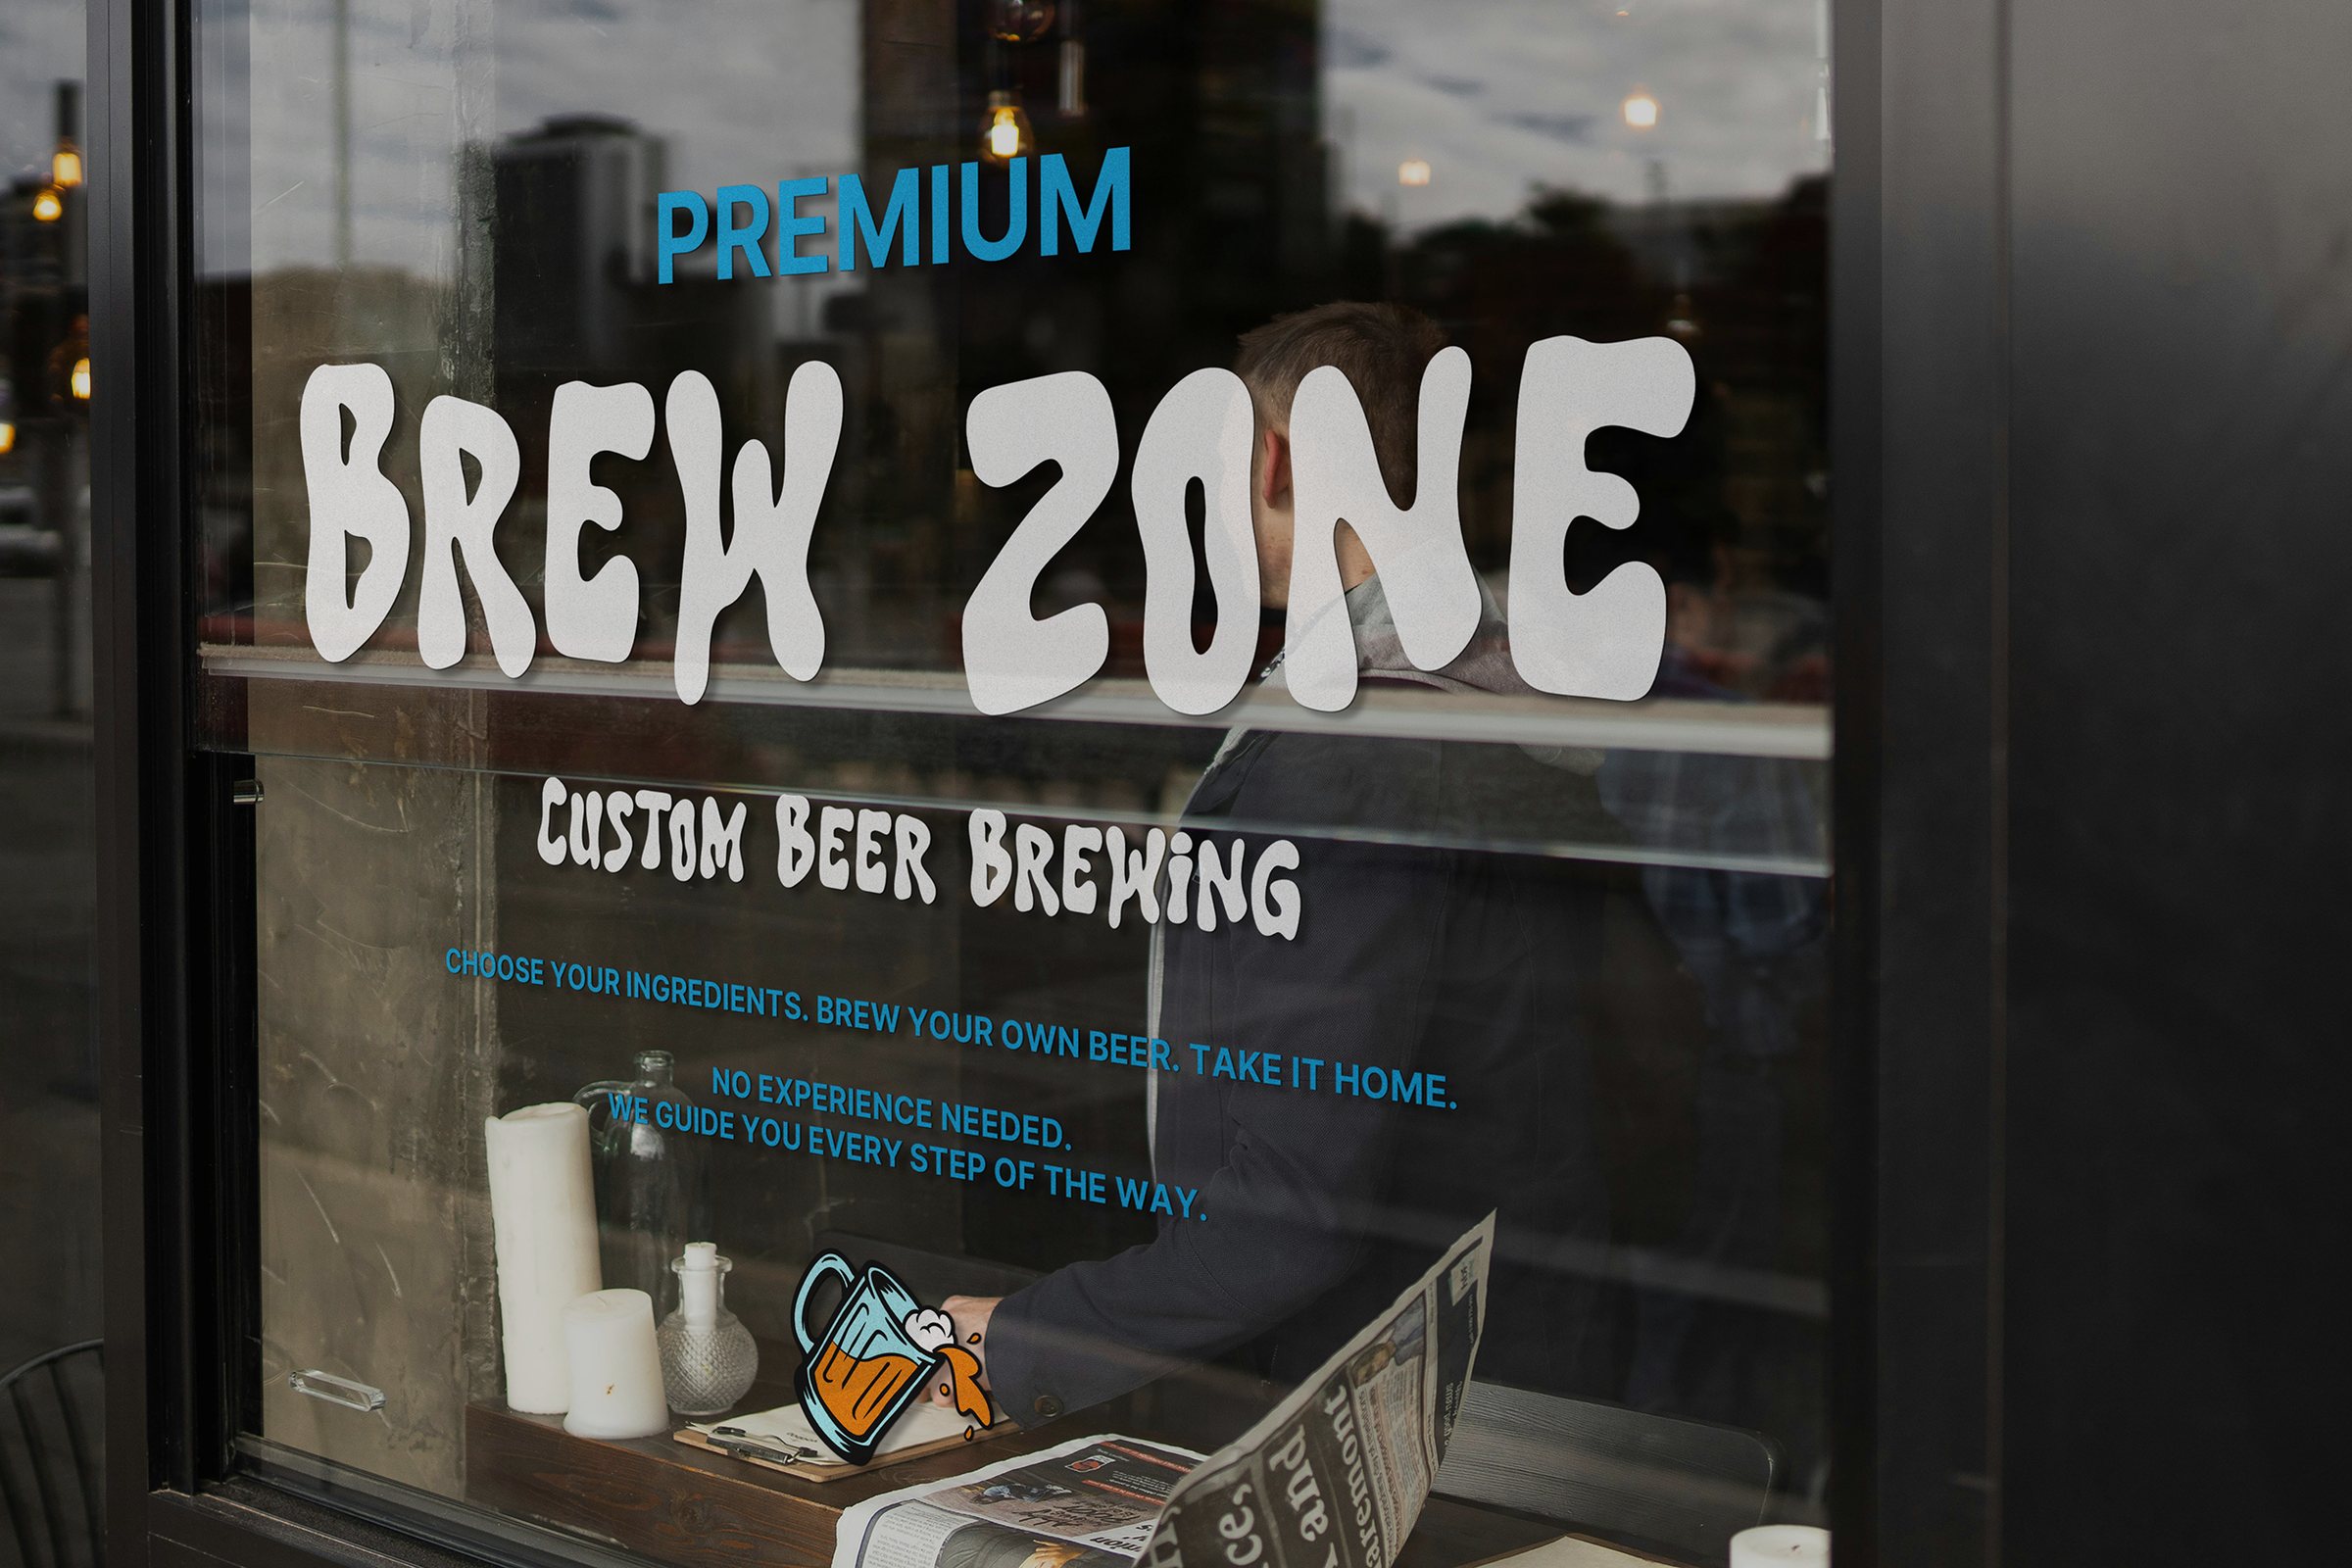 PREMIUM
BREW ZONE
CUSTOM BEER BREWING
CHOOSE YOUR INGREDIENTS. BREW YOUR OWN BEER. TAKE IT HOME.
NO EXPERIENCE NEEDED.
WE GUIDE YOU EVERY STEP OF THE WAY.
and